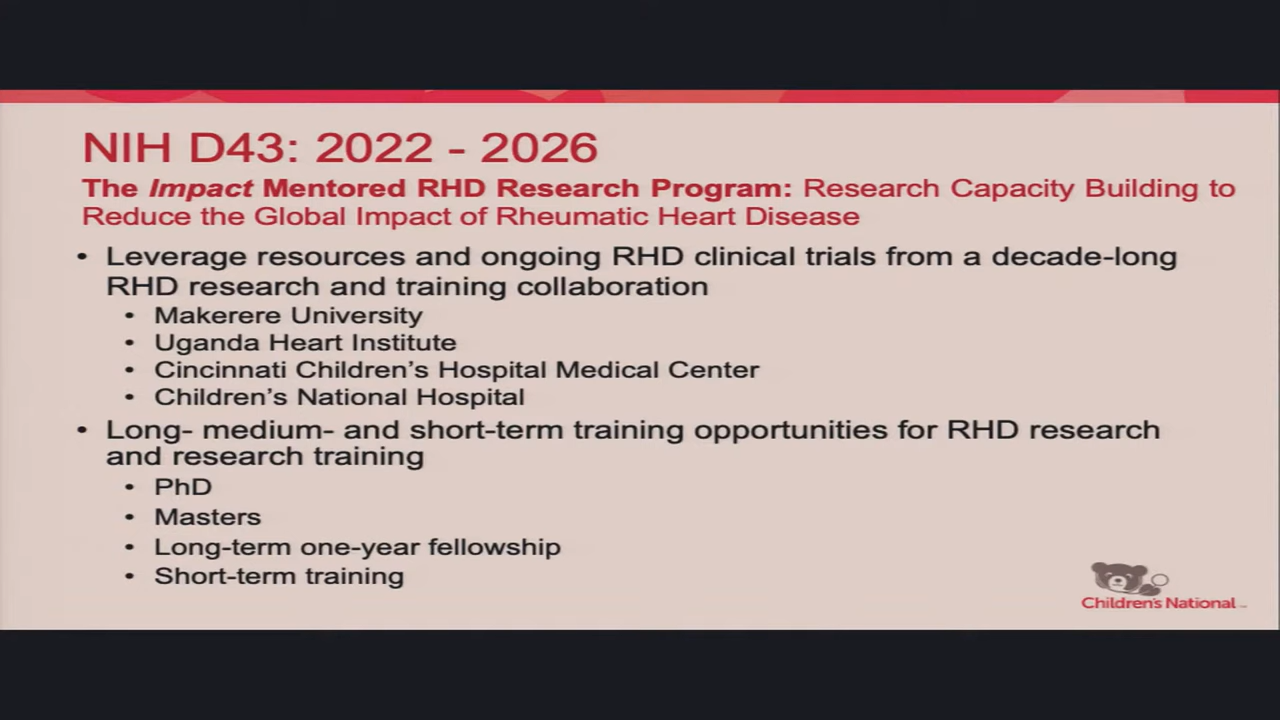 NIH D43: 2022 - 2026
The Impact Mentored RHD Research Program: Research Capacity Building to
Reduce the Global Impact of Rheumatic Heart Disease
• Leverage resources and ongoing RHD clinical trials from a decade-long
RHD research and training collaboration
• Makerere University
• Uganda Heart Institute
• Cincinnati Children's Hospital Medical Center
• Children's National Hospital
• Long- medium- and short-term training opportunities for RHD research
and research training
• PhD
• Masters
• Long-term one-year fellowship
• Short-term training
Children's National